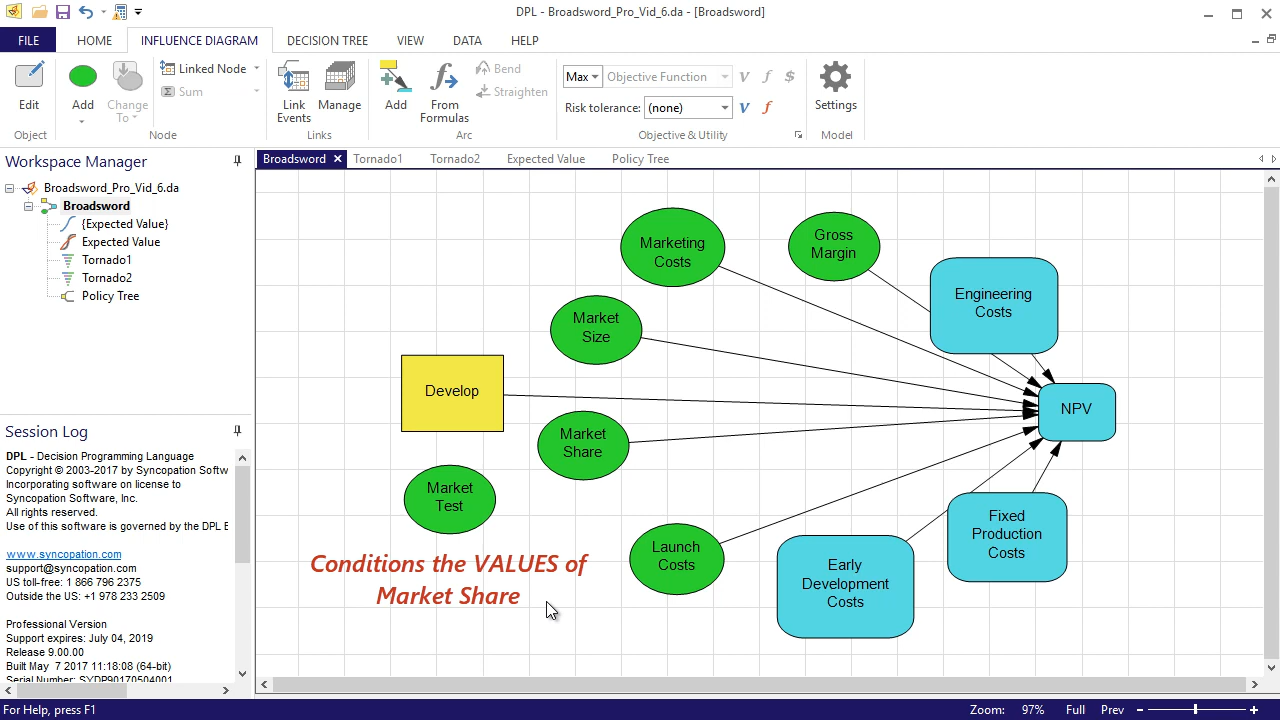 DPL - Broadsword_Pro_Vid_6.da - [Broadsword]
FILE HOME INFLUENCE DIAGRAM DECISION TREE VIEW DATA HELP
Edit
Object
Add
Change
To
Linked Node
Sum
Node
Link
Events
Manage
Links
Add
From
Formulas
Bend
Straighten
Arc
Max
Objective Function
V f $
Risk tolerance: (none) V f
Objective & Utility
Settings
Model
Workspace Manager
Broadsword_Pro_Vid_6.da
Broadsword
{Expected Value}
Expected Value
Tornado1
Tornado2
Policy Tree
Session Log
DPL - Decision Programming Language
Copyright © 2003-2017 by Syncopation Softw
Incorporating software on license to
Syncopation Software, Inc.
All rights reserved.
Use of this software is governed by the DPL E
www.syncopation.com
support@syncopation.com
US toll-free: 1 866 796 2375
Outside the US: +1 978 233 2509
Professional Version
Support expires: July 04, 2019
Release 9.00.00
Built May 7 2017 11:18:08 (64-bit)
Serial Number: SYDP90170504001
Broadsword Tornado1 Tornado2 Expected Value Policy Tree
Marketing
Costs
Gross
Margin
Engineering
Costs
Market
Size
Develop
NPV
Market
Share
Market
Test
Launch
Costs
Fixed
Production
Costs
Early
Development
Costs
Conditions the VALUES of
Market Share
For Help, press F1
Zoom: 97% Full Prev